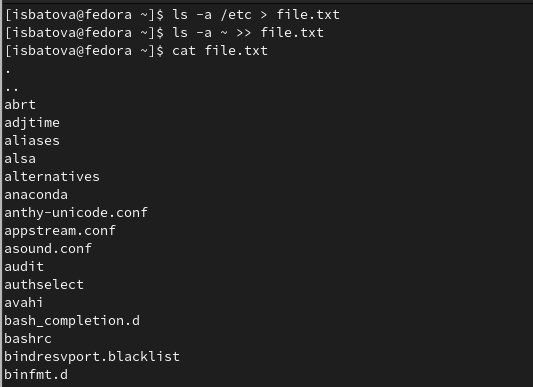 [isbatova@fedora ~]$ ls -a /etc > file.txt
[isbatova@fedora ~]$ ls -a ~ >> file.txt
[isbatova@fedora ~]$ cat file.txt
.
..
abrt
adjtime
aliases
alsa
alternatives
anaconda
anthy-unicode.conf
appstream.conf
asound.conf
audit
authselect
avahi
bash_completion.d
bashrc
bindresvport.blacklist
binfmt.d